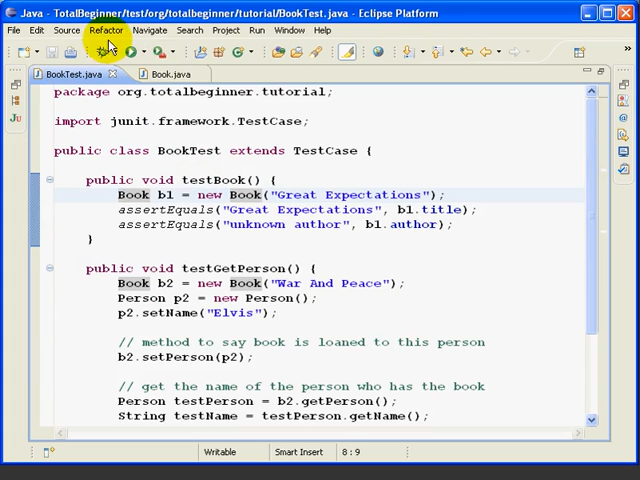 Java - TotalBeginner/test/org/totalbeginner/tutorial/BookTest.java - Eclipse Platform
File Edit Source Refactor Navigate Search Project Run Window Help
BookTest.java Book.java
package org.totalbeginner.tutorial;
import junit.framework.TestCase;
public class BookTest extends TestCase {
public void testBook() {
Book b1 = new Book("Great Expectations");
assertEquals("Great Expectations", b1.title);
assertEquals("unknown author", b1.author);
}
public void testGetPerson() {
Book b2 = new Book("War And Peace");
Person p2 = new Person();
p2.setName("Elvis");
// method to say book is loaned to this person
b2.setPerson(p2);
// get the name of the person who has the book
Person testPerson = b2.getPerson();
String testName = testPerson.getName();
Writable Smart Insert 8 : 9